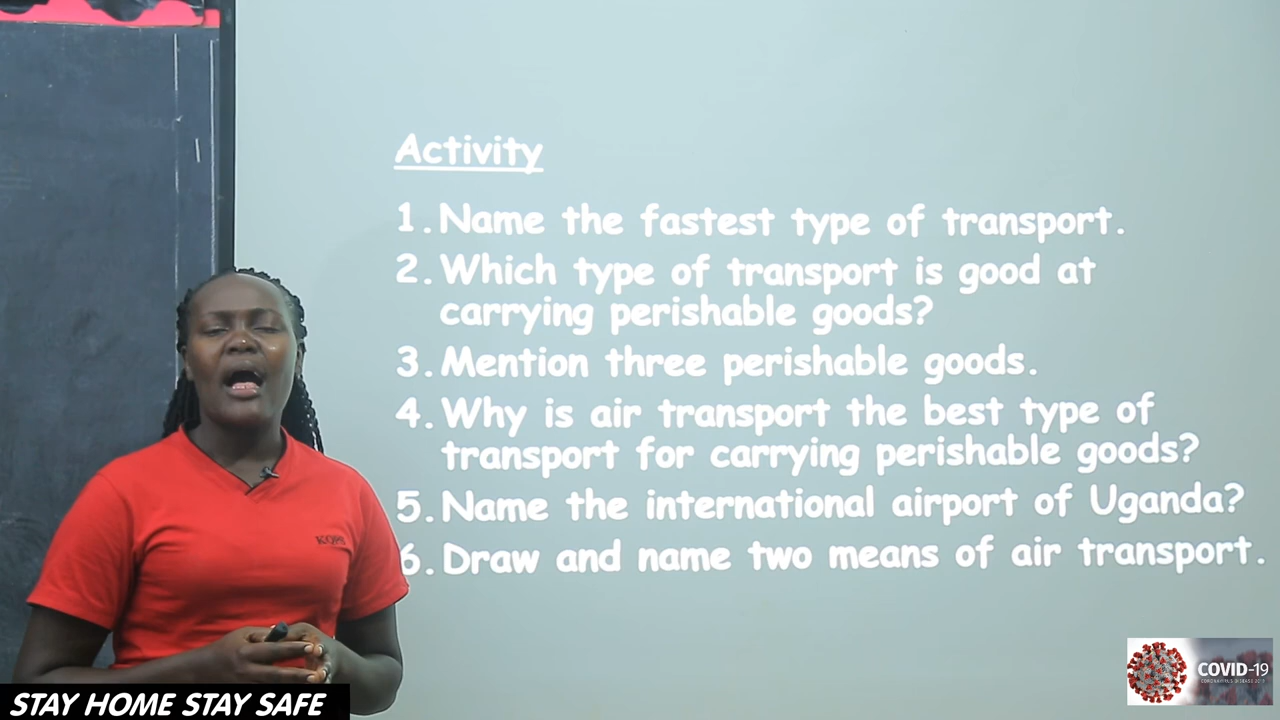 Activity
1. Name the fastest type of transport.
2. Which type of transport is good at
carrying perishable goods?
3. Mention three perishable goods.
4. Why is air transport the best type of
transport for carrying perishable goods?
5. Name the international airport of Uganda?
6. Draw and name two means of air transport.
STAY HOME STAY SAFE
COVID-19
CORONAVIRUS DISEASE 2019